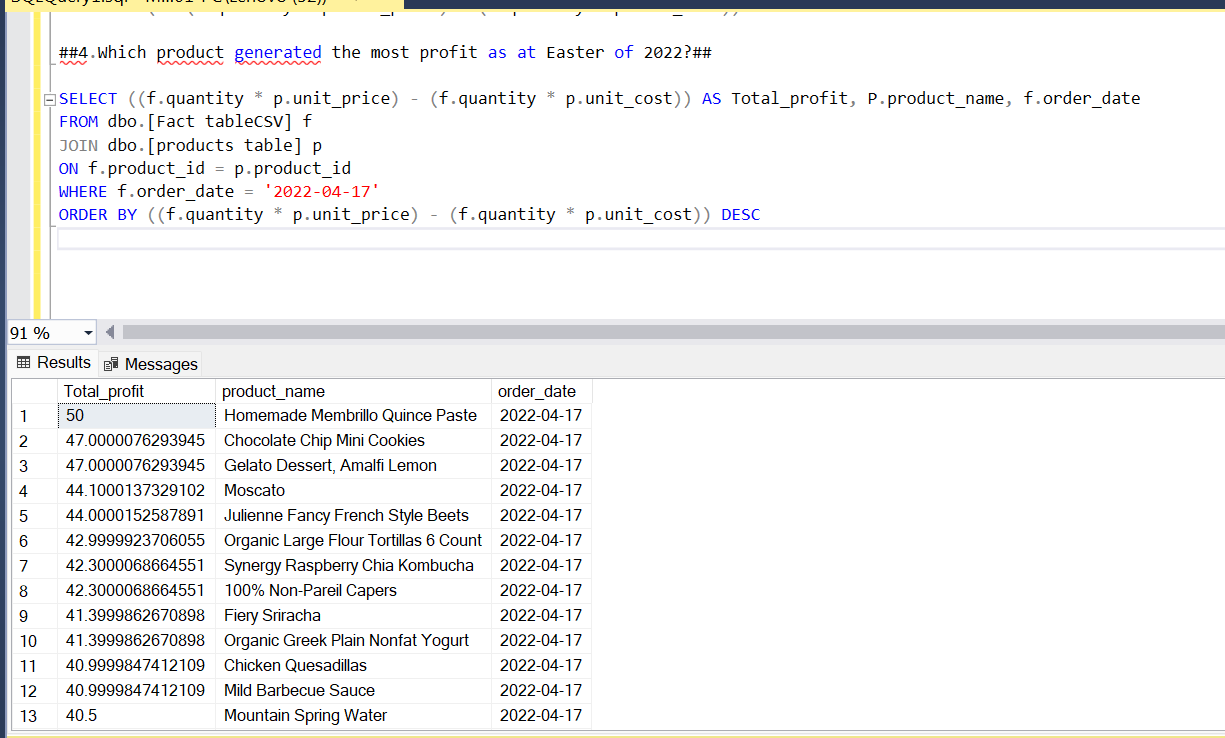 ##4.Which product generated the most profit as at Easter of 2022?##
SELECT ((f.quantity * p.unit_price) - (f.quantity * p.unit_cost)) AS Total_profit, P.product_name, f.order_date
FROM dbo.[Fact tableCSV] f
JOIN dbo.[products table] p
ON f.product_id = p.product_id
WHERE f.order_date = '2022-04-17'
ORDER BY ((f.quantity * p.unit_price) - (f.quantity * p.unit_cost)) DESC
91 %
Results Messages
Total_profit product_name order_date
1 50 Homemade Membrillo Quince Paste 2022-04-17
2 47.0000076293945 Chocolate Chip Mini Cookies 2022-04-17
3 47.0000076293945 Gelato Dessert, Amalfi Lemon 2022-04-17
4 44.1000137329102 Moscato 2022-04-17
5 44.0000152587891 Julienne Fancy French Style Beets 2022-04-17
6 42.9999923706055 Organic Large Flour Tortillas 6 Count 2022-04-17
7 42.3000068664551 Synergy Raspberry Chia Kombucha 2022-04-17
8 42.3000068664551 100% Non-Pareil Capers 2022-04-17
9 41.3999862670898 Fiery Sriracha 2022-04-17
10 41.3999862670898 Organic Greek Plain Nonfat Yogurt 2022-04-17
11 40.9999847412109 Chicken Quesadillas 2022-04-17
12 40.9999847412109 Mild Barbecue Sauce 2022-04-17
13 40.5 Mountain Spring Water 2022-04-17